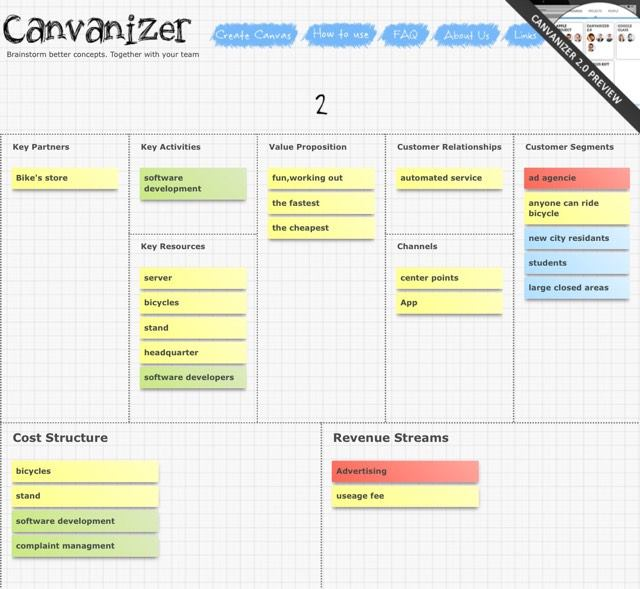 Canvanizer
Brainstorm better concepts. Together with your team
Create Canvas
How to use
FAQ
About Us
Links
CANVANIZER 2.0 PREVIEW
2
Key Partners
Bike's store
Key Activities
software
development
Key Resources
server
bicycles
stand
headquarter
software developers
Value Proposition
fun,working out
the fastest
the cheapest
Customer Relationships
automated service
Channels
center points
App
Customer Segments
ad agencie
anyone can ride
bicycle
new city residants
students
large closed areas
Cost Structure
bicycles
stand
software development
complaint managment
Revenue Streams
Advertising
useage fee